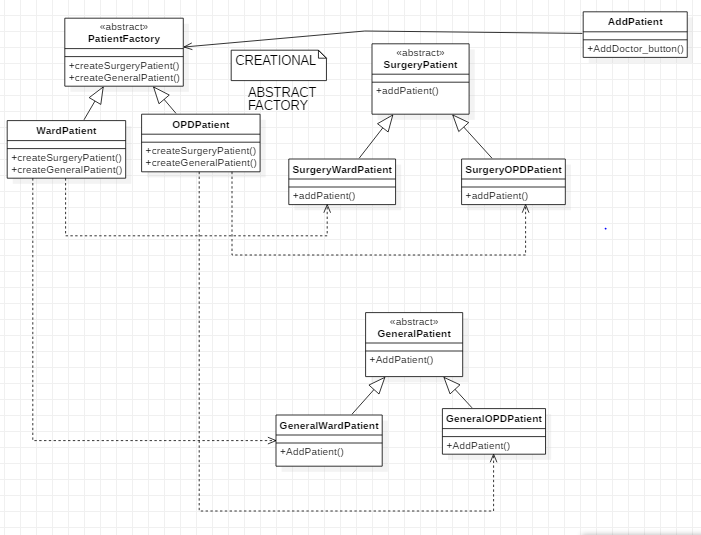 «abstract»
PatientFactory
+createSurgeryPatient()
+createGeneralPatient()
CREATIONAL
ABSTRACT
FACTORY
«abstract»
SurgeryPatient
+addPatient()
AddPatient
+AddDoctor_button()
WardPatient
+createSurgeryPatient()
+createGeneralPatient()
OPDPatient
+createSurgeryPatient()
+createGeneralPatient()
SurgeryWardPatient
+addPatient()
SurgeryOPDPatient
+addPatient()
«abstract»
GeneralPatient
+AddPatient()
GeneralWardPatient
+AddPatient()
GeneralOPDPatient
+AddPatient()